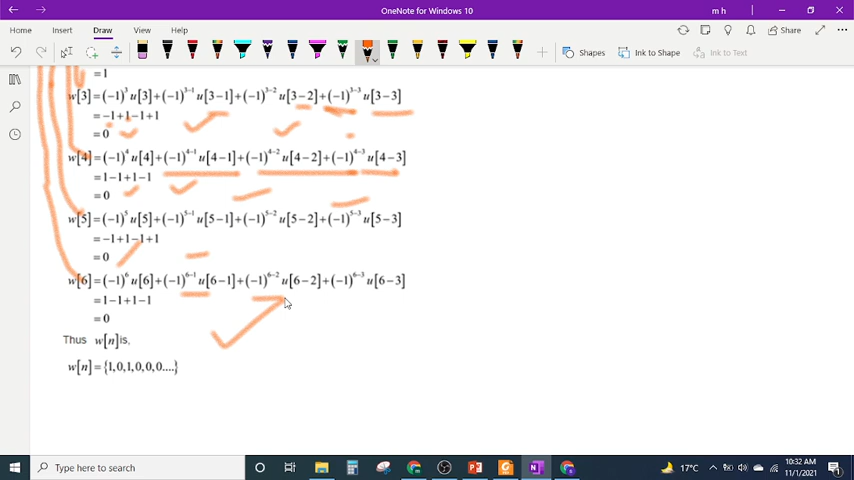 OneNote for Windows 10
m h
Home Insert Draw View Help
Share
Shapes Ink to Shape Ink to Text
= 1
w[3] = (−1)³ u[3] + (−1)³⁻¹ u[3−1] + (−1)³⁻² u[3−2] + (−1)³⁻³ u[3−3]
= −1+1−1+1
= 0
w[4] = (−1)⁴ u[4] + (−1)⁴⁻¹ u[4−1] + (−1)⁴⁻² u[4−2] + (−1)⁴⁻³ u[4−3]
= 1−1+1−1
= 0
w[5] = (−1)⁵ u[5] + (−1)⁵⁻¹ u[5−1] + (−1)⁵⁻² u[5−2] + (−1)⁵⁻³ u[5−3]
= −1+1−1+1
= 0
w[6] = (−1)⁶ u[6] + (−1)⁶⁻¹ u[6−1] + (−1)⁶⁻² u[6−2] + (−1)⁶⁻³ u[6−3]
= 1−1+1−1
= 0
Thus w[n] is,
w[n] = {1,0,1,0,0,0....}
Type here to search
17°C
10:32 AM
11/1/2021